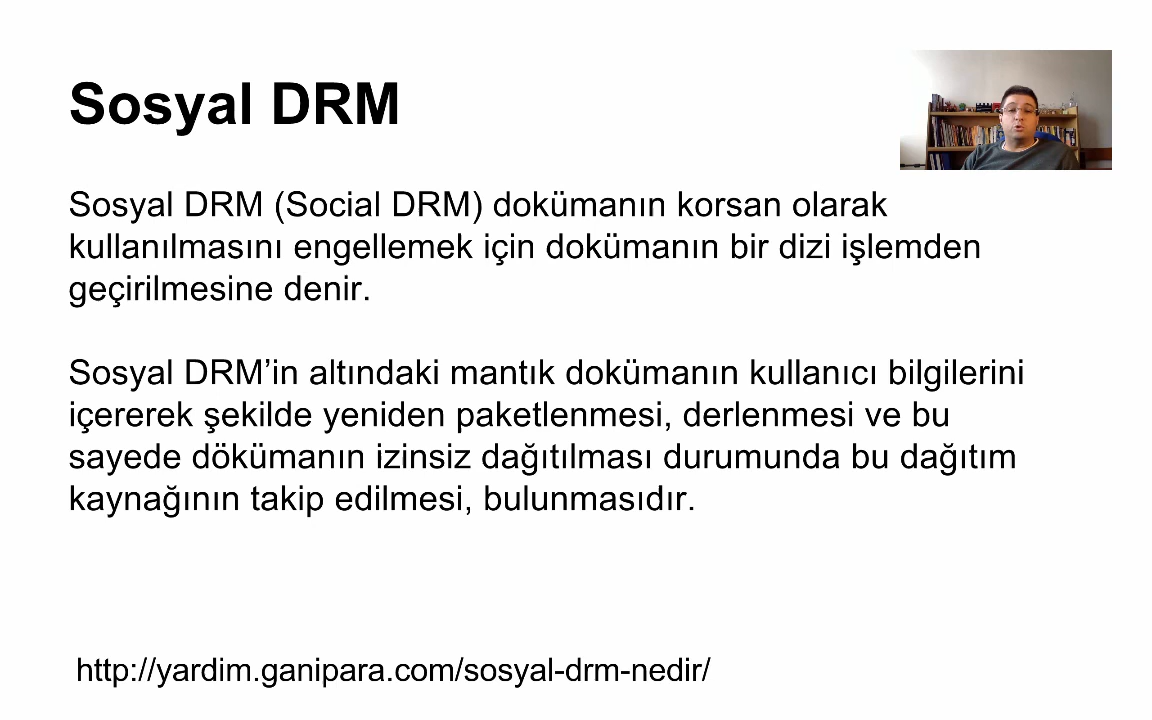 Sosyal DRM
Sosyal DRM (Social DRM) dokümanın korsan olarak
kullanılmasını engellemek için dokümanın bir dizi işlemden
geçirilmesine denir.
Sosyal DRM’in altındaki mantık dokümanın kullanıcı bilgilerini
içererek şekilde yeniden paketlenmesi, derlenmesi ve bu
sayede dökümanın izinsiz dağıtılması durumunda bu dağıtım
kaynağının takip edilmesi, bulunmasıdır.
http://yardim.ganipara.com/sosyal-drm-nedir/